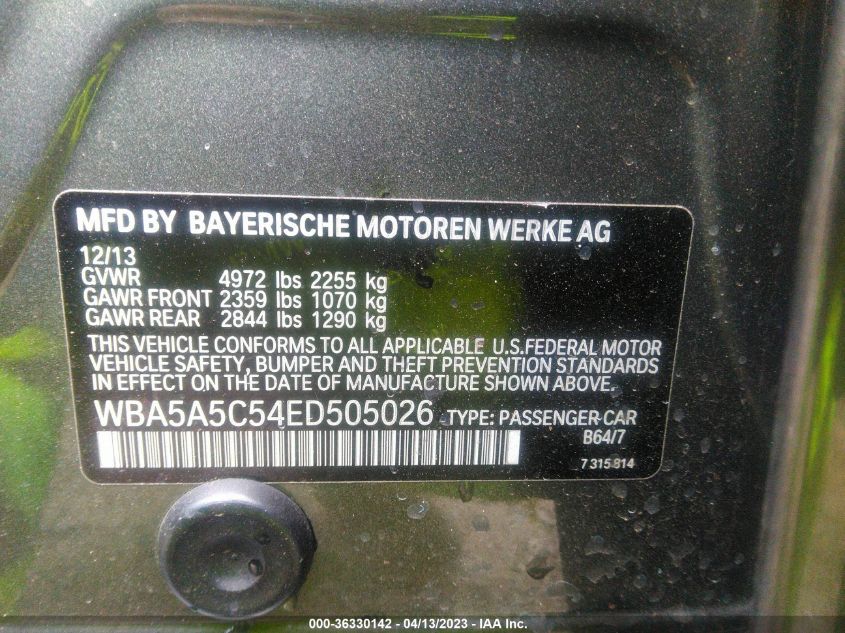 MFD BY BAYERISCHE MOTOREN WERKE AG
12/13
GVWR 4972 lbs 2255 kg
GAWR FRONT 2359 lbs 1070 kg
GAWR REAR 2844 lbs 1290 kg
THIS VEHICLE CONFORMS TO ALL APPLICABLE U.S.FEDERAL MOTOR
VEHICLE SAFETY, BUMPER AND THEFT PREVENTION STANDARDS
IN EFFECT ON THE DATE OF MANUFACTURE SHOWN ABOVE.
WBA5A5C54ED505026 TYPE: PASSENGER CAR
B64/7
7315814
000-36330142 - 04/13/2023 - IAA Inc.